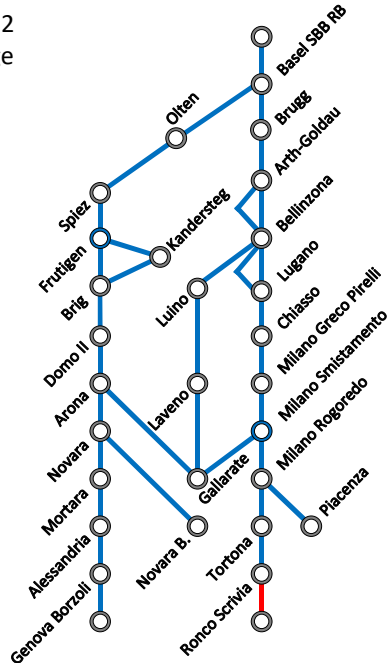 2
e
Basel SBB RB
Olten
Brugg
Arth-Goldau
Spiez
Kandersteg
Bellinzona
Frutigen
Lugano
Brig
Luino
Chiasso
Domo II
Milano Greco Pirelli
Arona
Laveno
Milano Smistamento
Novara
Gallarate
Milano Rogoredo
Mortara
Novara B.
Piacenza
Alessandria
Tortona
Genova Borzoli
Ronco Scrivia